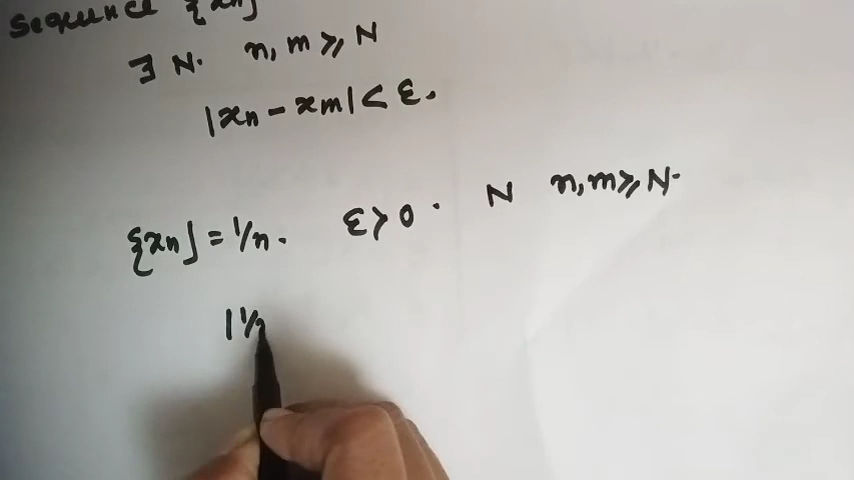 Sequence {xn}
∃ N. n, m ⩾ N
|xn - xm| < ε.
{xn} = 1/n. ε > 0. N n, m ⩾ N.
| 1/n